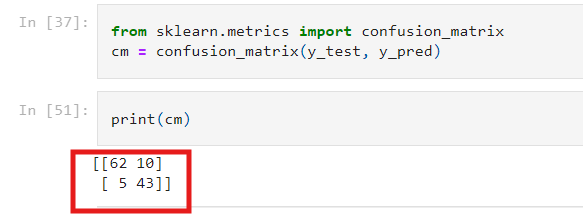 In [37]:
from sklearn.metrics import confusion_matrix
cm = confusion_matrix(y_test, y_pred)
In [51]:
print(cm)
[[62 10]
 [ 5 43]]